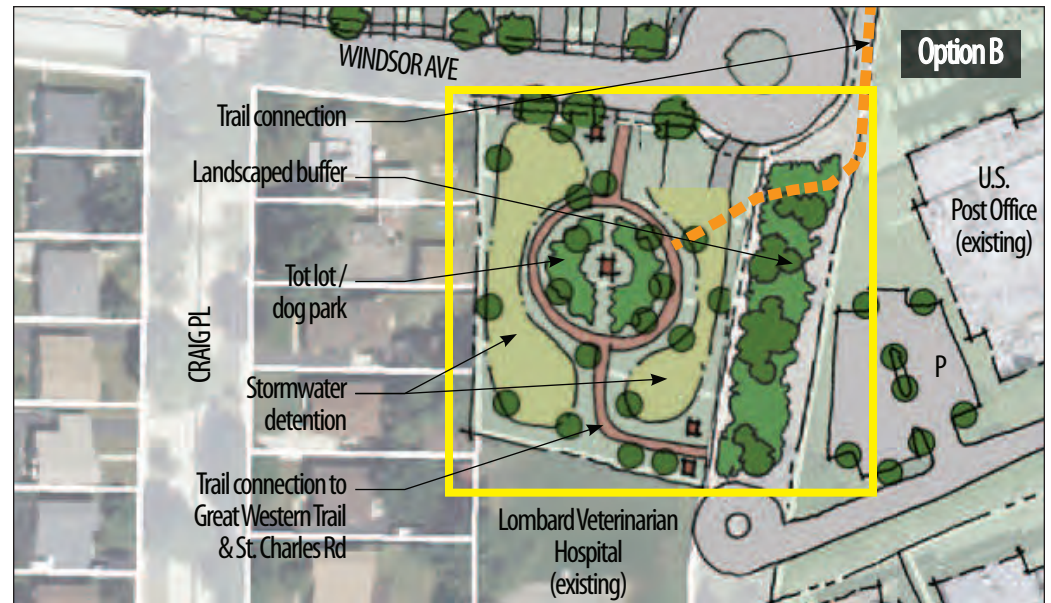 WINDSOR AVE
Option B
Trail connection
Landscaped buffer
U.S.
Post Office
(existing)
Tot lot /
dog park
CRAIG PL
P
Stormwater
detention
Trail connection to
Great Western Trail
& St. Charles Rd
Lombard Veterinarian
Hospital
(existing)